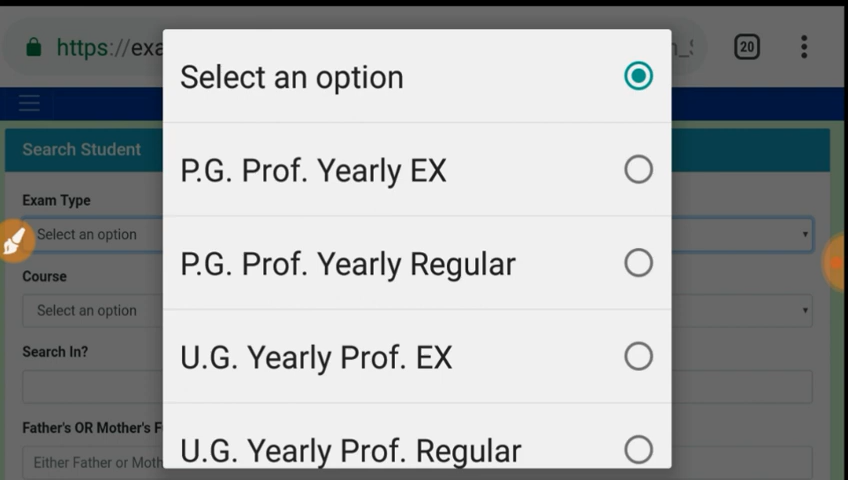 https://exa
20
Select an option
P.G. Prof. Yearly EX
P.G. Prof. Yearly Regular
U.G. Yearly Prof. EX
U.G. Yearly Prof. Regular
Search Student
Exam Type
Select an option
Course
Select an option
Search In?
Father's OR Mother's F
Either Father or Moth